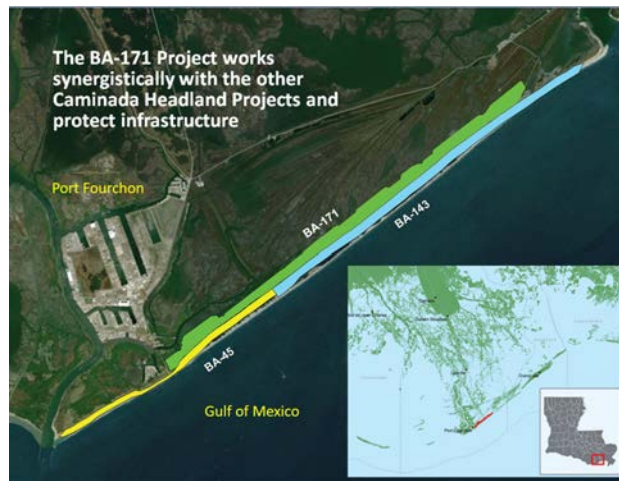 The BA-171 Project works
synergistically with the other
Caminada Headland Projects and
protect infrastructure
Port Fourchon
BA-171
BA-143
BA-45
Gulf of Mexico